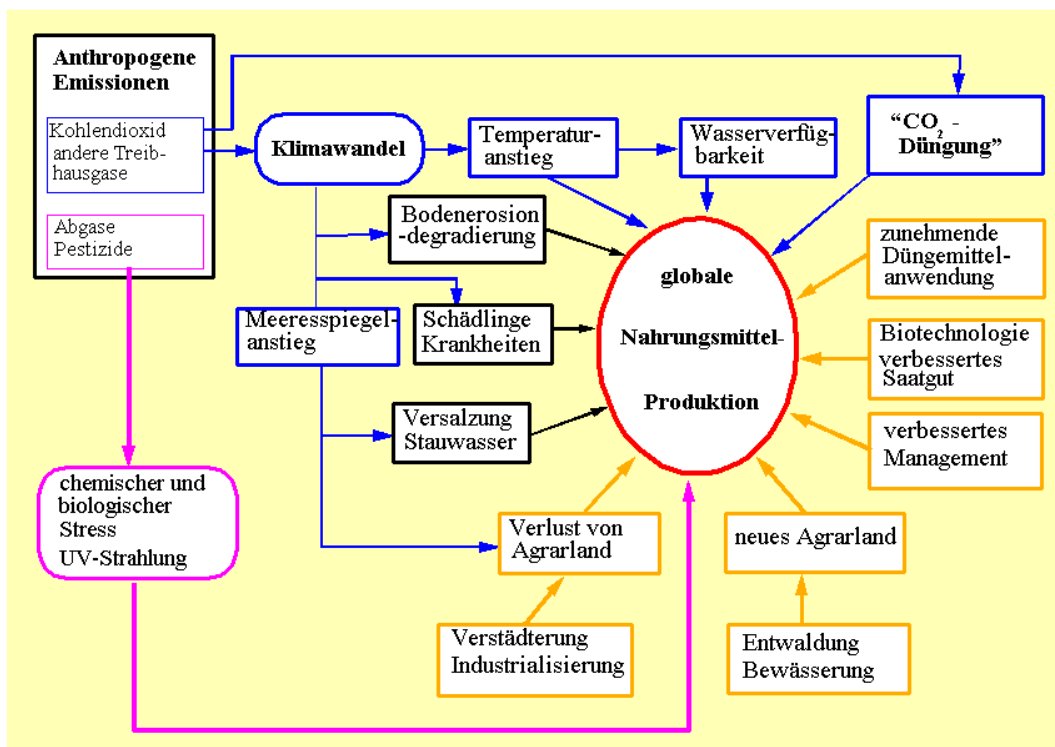 Anthropogene
Emissionen
Kohlendioxid
andere Treib-
hausgase
Abgase
Pestizide
Klimawandel
Temperatur-
anstieg
Wasserverfüg-
barkeit
“CO₂ -
Düngung”
Bodenerosion
-degradierung
Meeresspiegel-
anstieg
Schädlinge
Krankheiten
Versalzung
Stauwasser
globale
Nahrungsmittel-
Produktion
zunehmende
Düngemittel-
anwendung
Biotechnologie
verbessertes
Saatgut
verbessertes
Management
chemischer und
biologischer
Stress
UV-Strahlung
Verlust von
Agrarland
neues Agrarland
Verstädterung
Industrialisierung
Entwaldung
Bewässerung